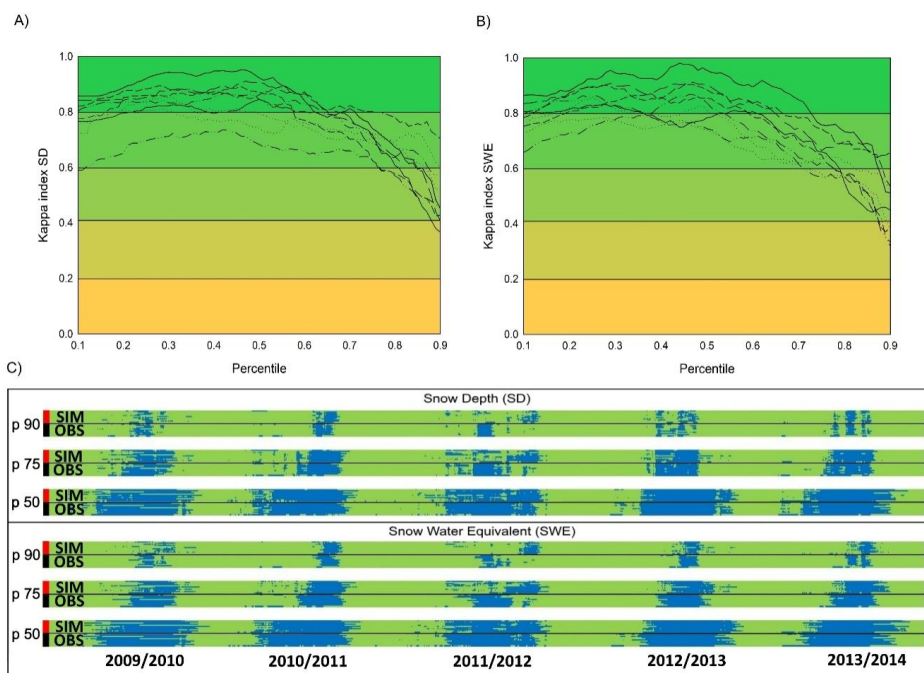 A)
B)
Kappa index SD
1.0
0.8
0.6
0.4
0.2
0.0
0.1 0.2 0.3 0.4 0.5 0.6 0.7 0.8 0.9
Percentile
Kappa index SWE
1.0
0.8
0.6
0.4
0.2
0.0
0.1 0.2 0.3 0.4 0.5 0.6 0.7 0.8 0.9
Percentile
C)
Snow Depth (SD)
p 90 SIM
OBS
p 75 SIM
OBS
p 50 SIM
OBS
Snow Water Equivalent (SWE)
p 90 SIM
OBS
p 75 SIM
OBS
p 50 SIM
OBS
2009/2010 2010/2011 2011/2012 2012/2013 2013/2014